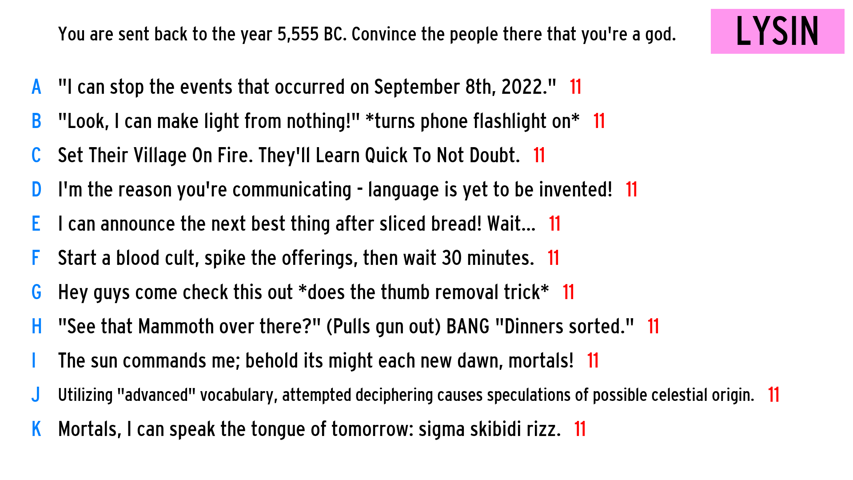 You are sent back to the year 5,555 BC. Convince the people there that you're a god.
LYSIN
A "I can stop the events that occurred on September 8th, 2022." 11
B "Look, I can make light from nothing!" *turns phone flashlight on* 11
C Set Their Village On Fire. They'll Learn Quick To Not Doubt. 11
D I'm the reason you're communicating - language is yet to be invented! 11
E I can announce the next best thing after sliced bread! Wait... 11
F Start a blood cult, spike the offerings, then wait 30 minutes. 11
G Hey guys come check this out *does the thumb removal trick* 11
H "See that Mammoth over there?" (Pulls gun out) BANG "Dinners sorted." 11
I The sun commands me; behold its might each new dawn, mortals! 11
J Utilizing "advanced" vocabulary, attempted deciphering causes speculations of possible celestial origin. 11
K Mortals, I can speak the tongue of tomorrow: sigma skibidi rizz. 11